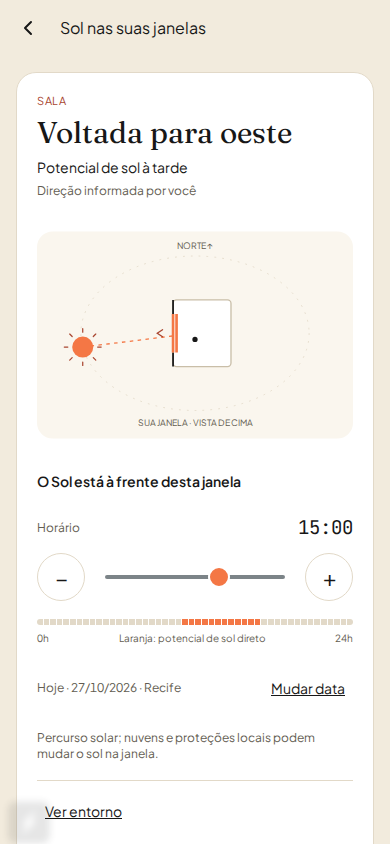 Sol nas suas janelas
SALA
Voltada para oeste
Potencial de sol à tarde
Direção informada por você
NORTE↑
SUA JANELA · VISTA DE CIMA
O Sol está à frente desta janela
Horário
15:00
−
+
0h
Laranja: potencial de sol direto
24h
Hoje · 27/10/2026 · Recife
Mudar data
Percurso solar; nuvens e proteções locais podem
mudar o sol na janela.
Ver entorno